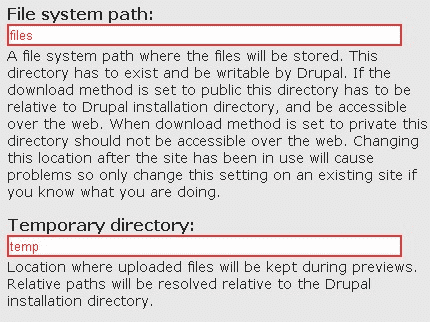 File system path:
files
A file system path where the files will be stored. This
directory has to exist and be writable by Drupal. If the
download method is set to public this directory has to be
relative to Drupal installation directory, and be accessible
over the web. When download method is set to private this
directory should not be accessible over the web. Changing
this location after the site has been in use will cause
problems so only change this setting on an existing site if
you know what you are doing.
Temporary directory:
temp
Location where uploaded files will be kept during previews.
Relative paths will be resolved relative to the Drupal
installation directory.